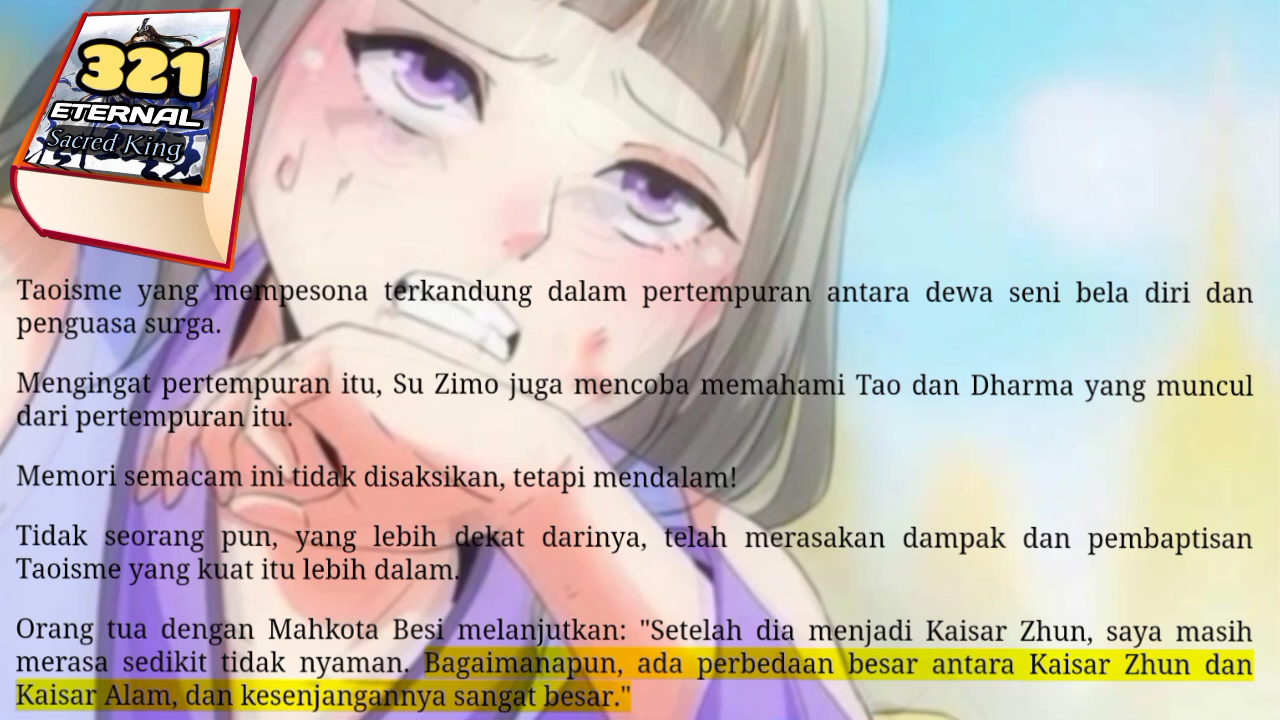 321
ETERNAL
Sacred King
Taoisme yang mempesona terkandung dalam pertempuran antara dewa seni bela diri dan
penguasa surga.
Mengingat pertempuran itu, Su Zimo juga mencoba memahami Tao dan Dharma yang muncul
dari pertempuran itu.
Memori semacam ini tidak disaksikan, tetapi mendalam!
Tidak seorang pun, yang lebih dekat darinya, telah merasakan dampak dan pembaptisan
Taoisme yang kuat itu lebih dalam.
Orang tua dengan Mahkota Besi melanjutkan: "Setelah dia menjadi Kaisar Zhun, saya masih
merasa sedikit tidak nyaman. Bagaimanapun, ada perbedaan besar antara Kaisar Zhun dan
Kaisar Alam, dan kesenjangannya sangat besar."